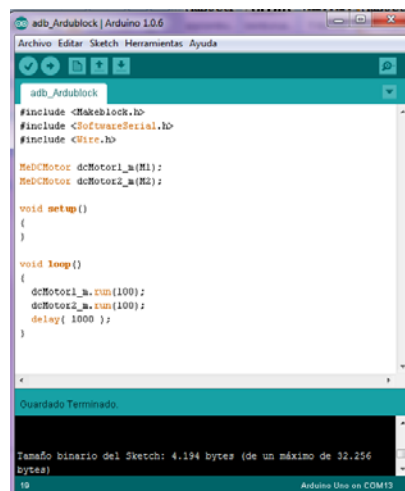 adb_Ardublock | Arduino 1.0.6
Archivo Editar Sketch Herramientas Ayuda
adb_Ardublock
#include <Makeblock.h>
#include <SoftwareSerial.h>
#include <Wire.h>
MeDCMotor dcMotor1_m(M1);
MeDCMotor dcMotor2_m(M2);
void setup()
{
}
void loop()
{
dcMotor1_m.run(100);
dcMotor2_m.run(100);
delay( 1000 );
}
Guardado Terminado.
Tamaño binario del Sketch: 4.194 bytes (de un máximo de 32.256
bytes)
19 Arduino Uno on COM13